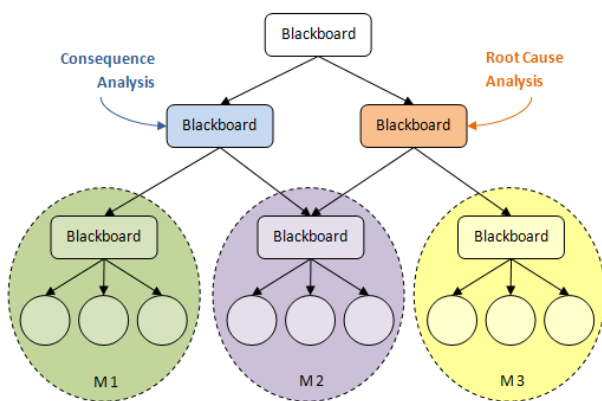 Blackboard
Consequence
Analysis
Root Cause
Analysis
Blackboard
Blackboard
Blackboard
Blackboard
Blackboard
M 1
M 2
M 3